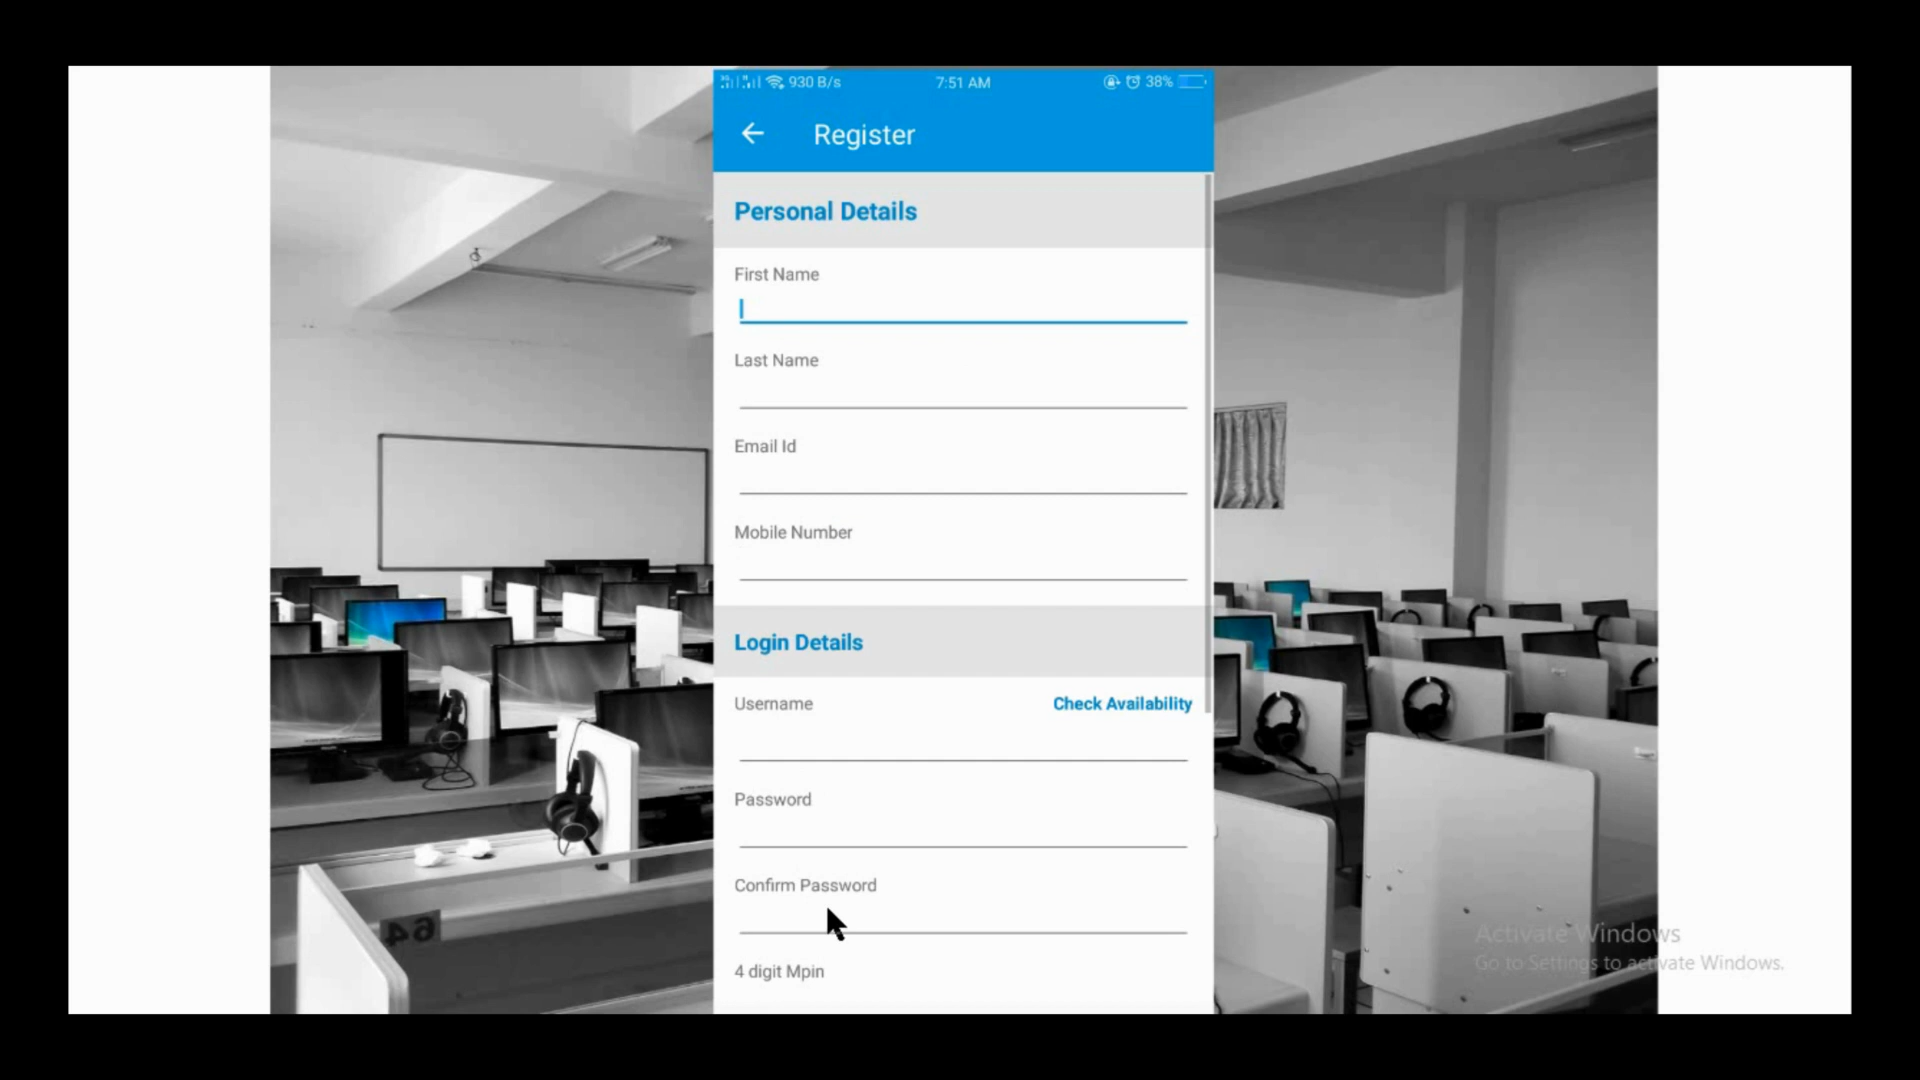 930 B/s 7:51 AM 38%
Register
Personal Details
First Name
Last Name
Email Id
Mobile Number
Login Details
Username Check Availability
Password
Confirm Password
4 digit Mpin
64
Activate Windows
Go to Settings to activate Windows.